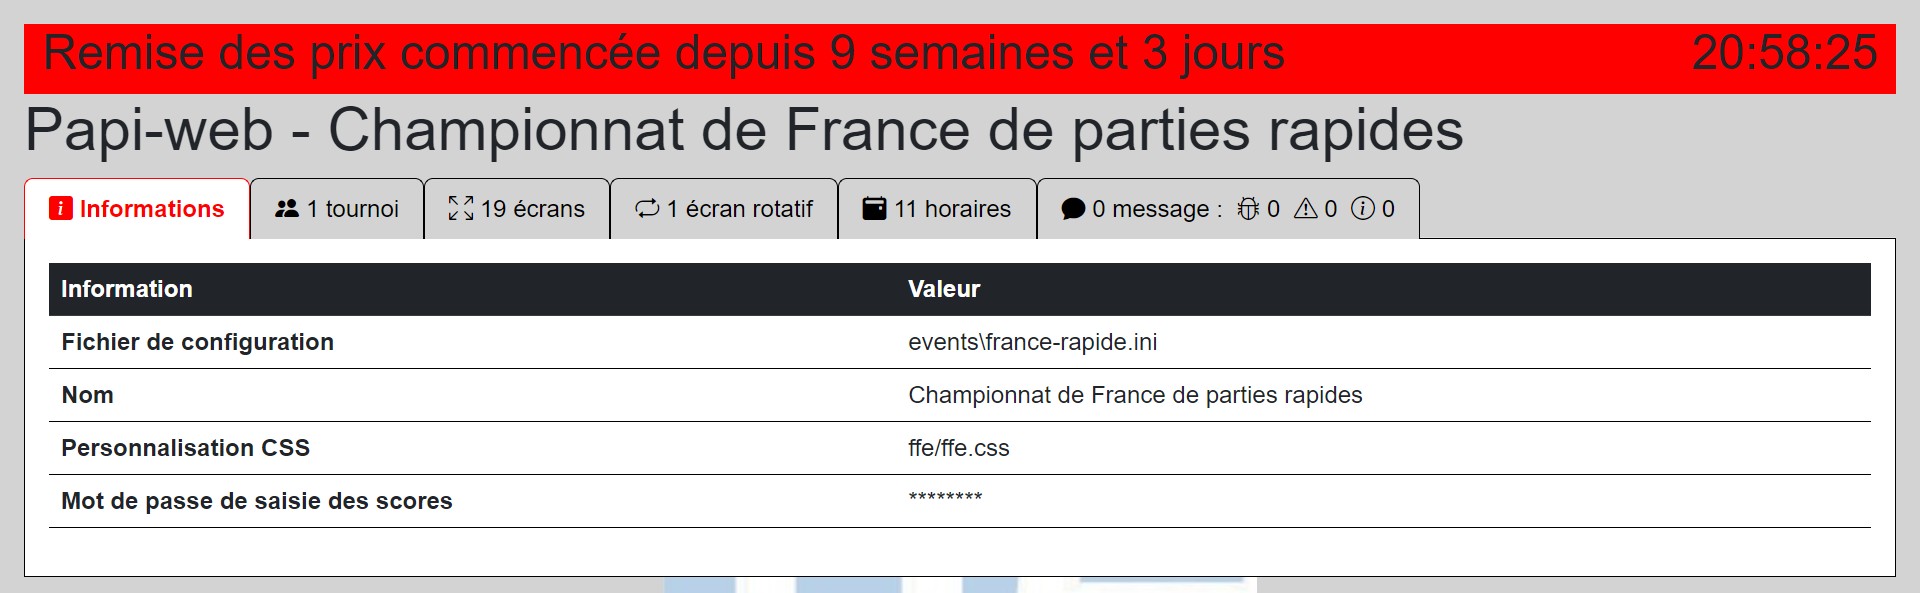 Remise des prix commencée depuis 9 semaines et 3 jours 20:58:25
Papi-web - Championnat de France de parties rapides
Informations 1 tournoi 19 écrans 1 écran rotatif 11 horaires 0 message : 0 0 0
Information Valeur
Fichier de configuration events\france-rapide.ini
Nom Championnat de France de parties rapides
Personnalisation CSS ffe/ffe.css
Mot de passe de saisie des scores ********